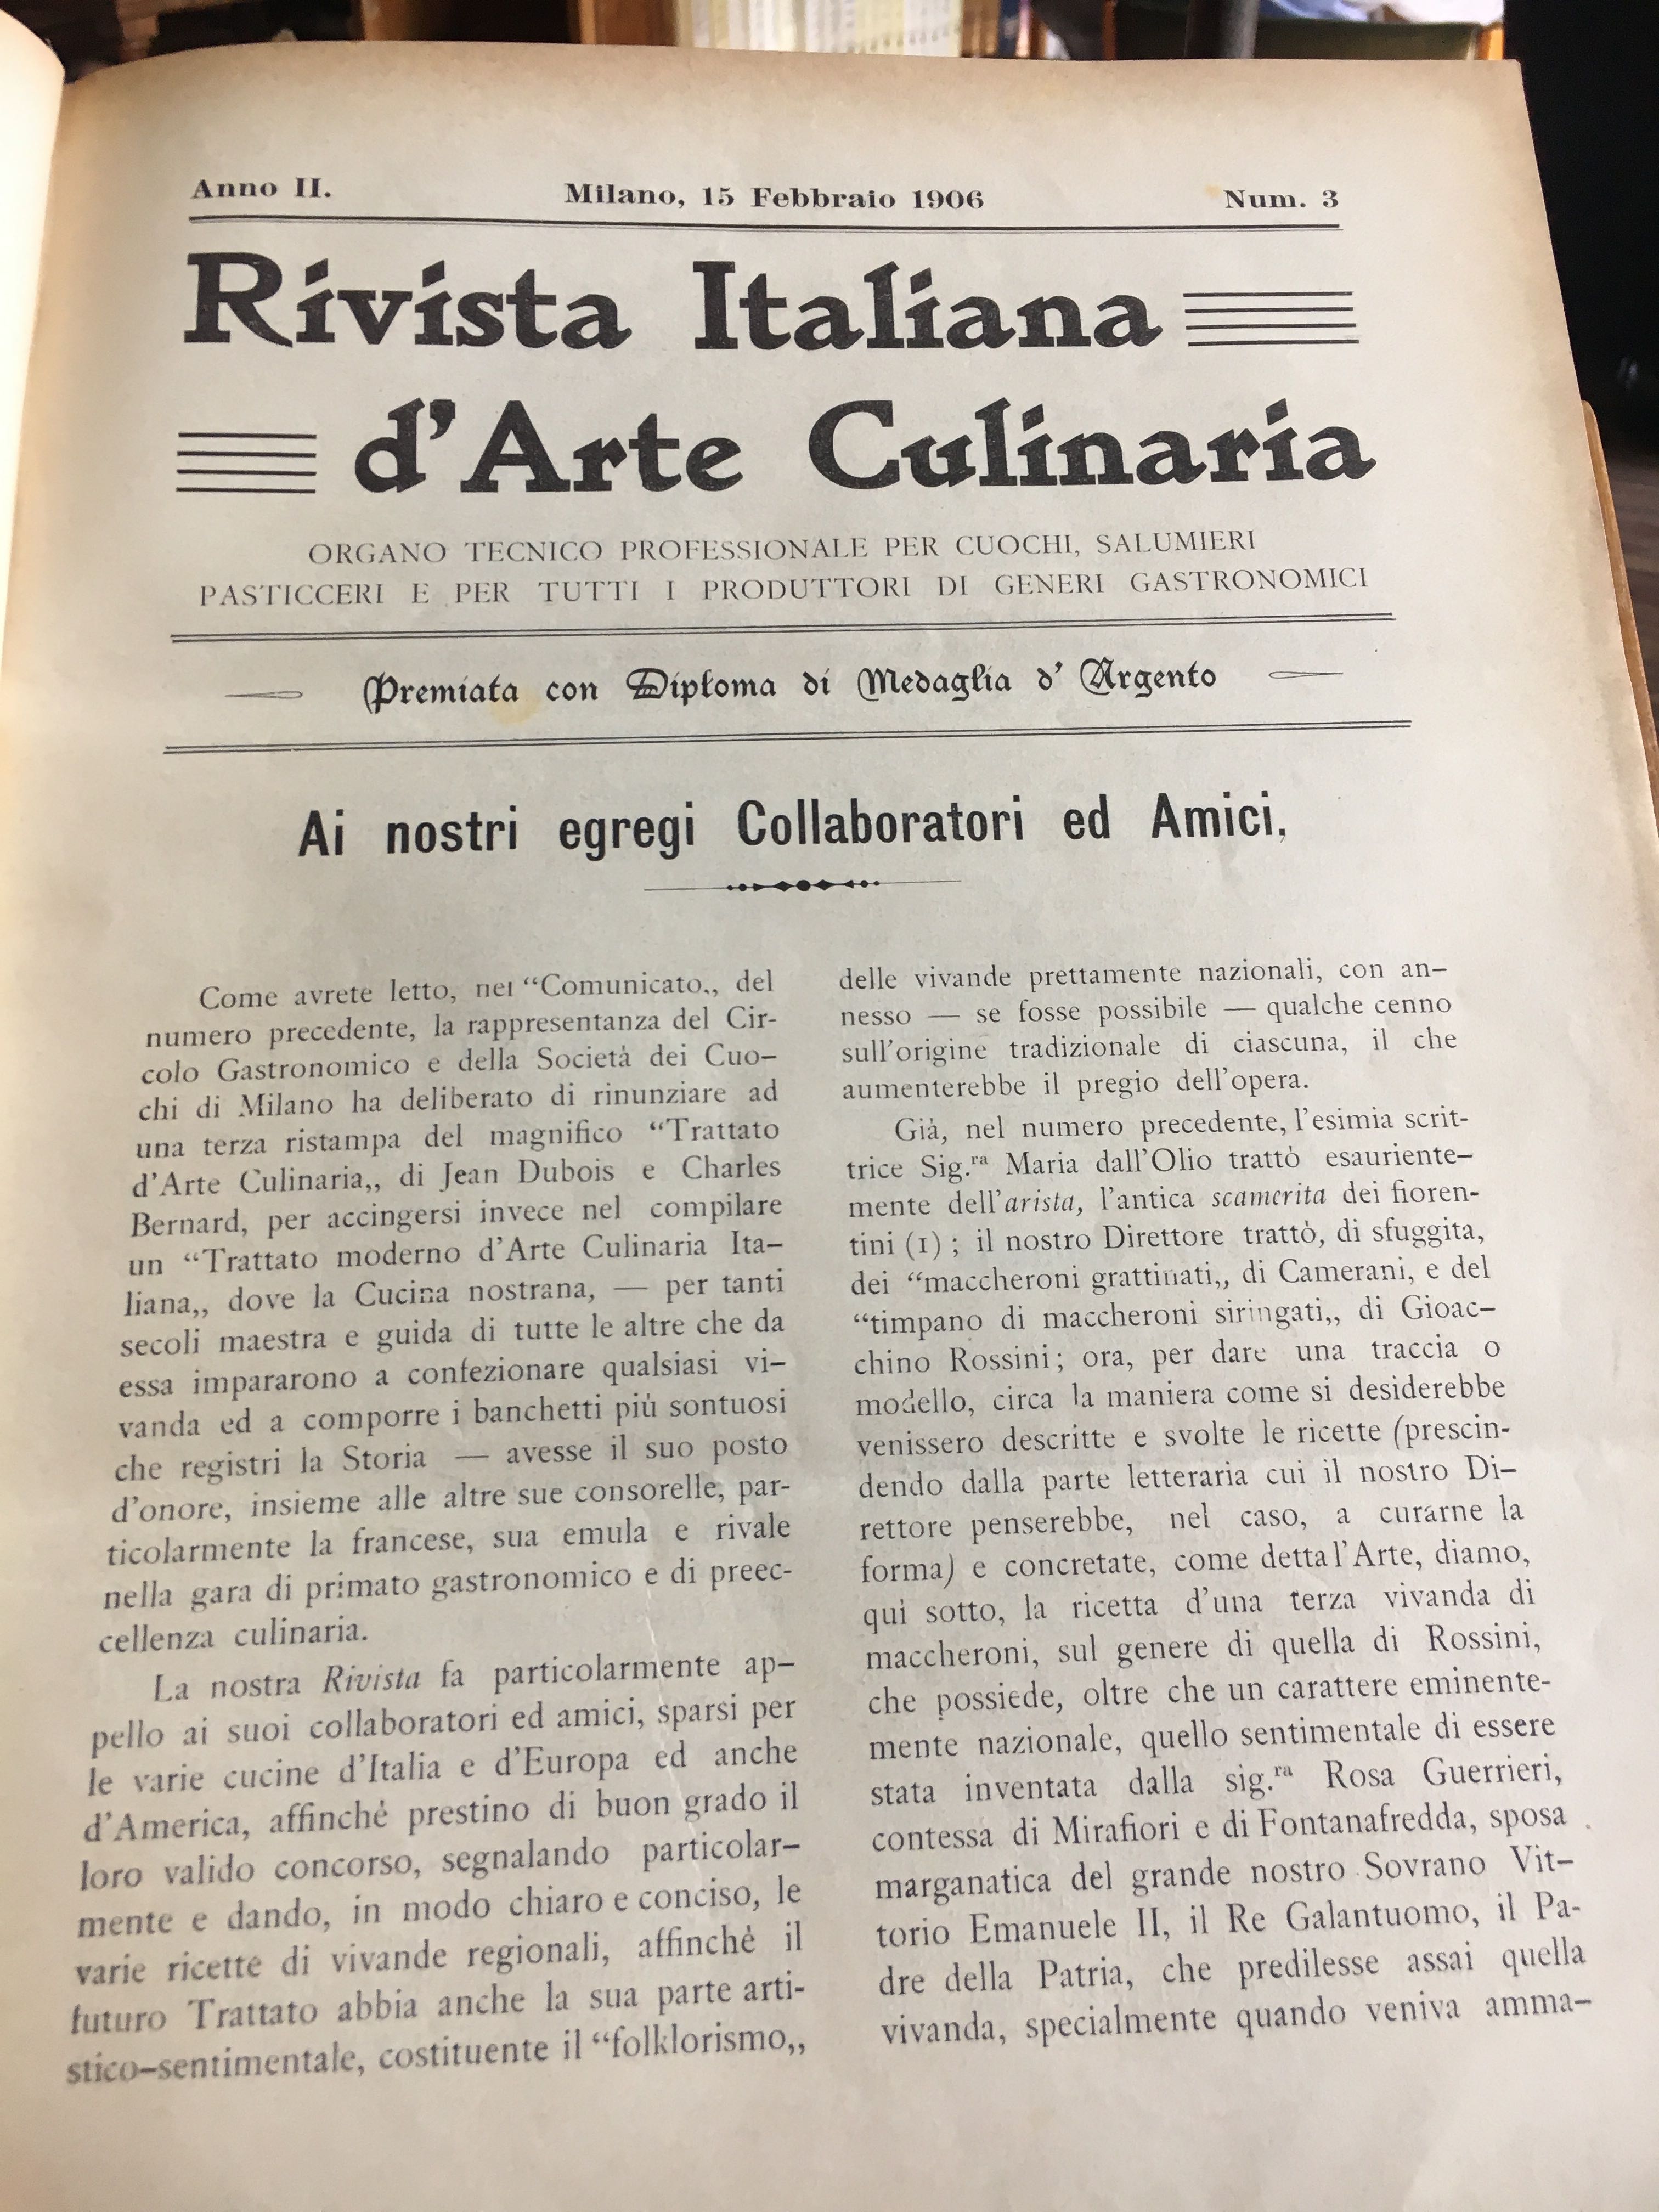 Anno II.
Milano, 15 Febbraio 1906
Num. 3
Rivista Italiana
d'Arte Culinaria
ORGANO TECNICO PROFESSIONALE PER CUOCHI, SALUMIERI
PASTICCERI E PER TUTTI I PRODUTTORI DI GENERI GASTRONOMICI
Premiata con Diploma di Medaglia d' Argento
Ai nostri egregi Collaboratori ed Amici,
Come avrete letto, nel “Comunicato„ del
numero precedente, la rappresentanza del Cir-
colo Gastronomico e della Società dei Cuo-
chi di Milano ha deliberato di rinunziare ad
una terza ristampa del magnifico “Trattato
d'Arte Culinaria„ di Jean Dubois e Charles
Bernard, per accingersi invece nel compilare
un “Trattato moderno d'Arte Culinaria Ita-
liana„ dove la Cucina nostrana, — per tanti
secoli maestra e guida di tutte le altre che da
essa impararono a confezionare qualsiasi vi-
vanda ed a comporre i banchetti più sontuosi
che registri la Storia — avesse il suo posto
d'onore, insieme alle altre sue consorelle, par-
ticolarmente la francese, sua emula e rivale
nella gara di primato gastronomico e di preec-
cellenza culinaria.
La nostra Rivista fa particolarmente ap-
pello ai suoi collaboratori ed amici, sparsi per
le varie cucine d'Italia e d'Europa ed anche
d'America, affinchè prestino di buon grado il
loro valido concorso, segnalando particolar-
mente e dando, in modo chiaro e conciso, le
varie ricette di vivande regionali, affinchè il
futuro Trattato abbia anche la sua parte arti-
stico-sentimentale, costituente il “folklorismo„
delle vivande prettamente nazionali, con an-
nesso — se fosse possibile — qualche cenno
sull'origine tradizionale di ciascuna, il che
aumenterebbe il pregio dell'opera.
Già, nel numero precedente, l'esimia scrit-
trice Sig.ra Maria dall'Olio trattò esauriente-
mente dell'arista, l'antica scamerita dei fioren-
tini (1) ; il nostro Direttore trattò, di sfuggita,
dei “maccheroni grattinati„ di Camerani, e del
“timpano di maccheroni siringati„ di Gioac-
chino Rossini; ora, per dare una traccia o
modello, circa la maniera come si desiderebbe
venissero descritte e svolte le ricette (prescin-
dendo dalla parte letteraria cui il nostro Di-
rettore penserebbe, nel caso, a curarne la
forma) e concretate, come detta l'Arte, diamo,
quì sotto, la ricetta d'una terza vivanda di
maccheroni, sul genere di quella di Rossini,
che possiede, oltre che un carattere eminente-
mente nazionale, quello sentimentale di essere
stata inventata dalla sig.ra Rosa Guerrieri,
contessa di Mirafiori e di Fontanafredda, sposa
marganatica del grande nostro Sovrano Vit-
torio Emanuele II, il Re Galantuomo, il Pa-
dre della Patria, che predilesse assai quella
vivanda, specialmente quando veniva amma-